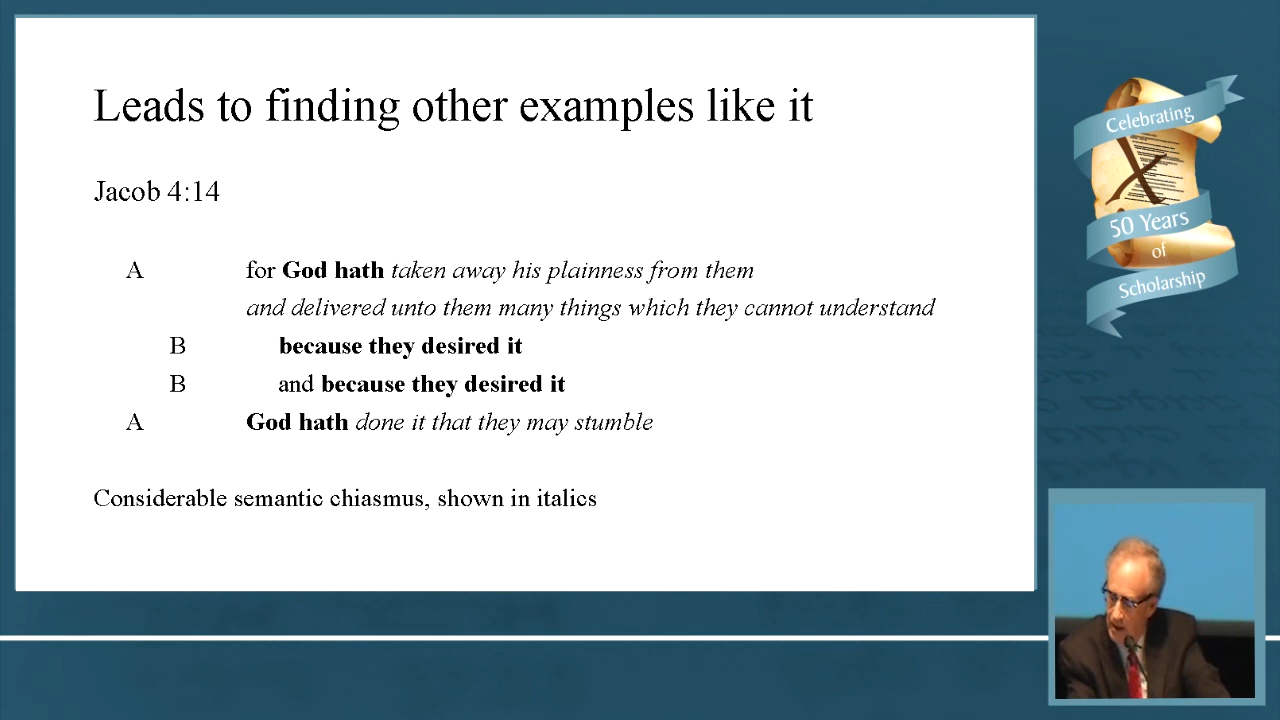 Leads to finding other examples like it
Jacob 4:14
A for God hath taken away his plainness from them
and delivered unto them many things which they cannot understand
B because they desired it
B and because they desired it
A God hath done it that they may stumble
Considerable semantic chiasmus, shown in italics
Celebrating
50 Years
of
Scholarship